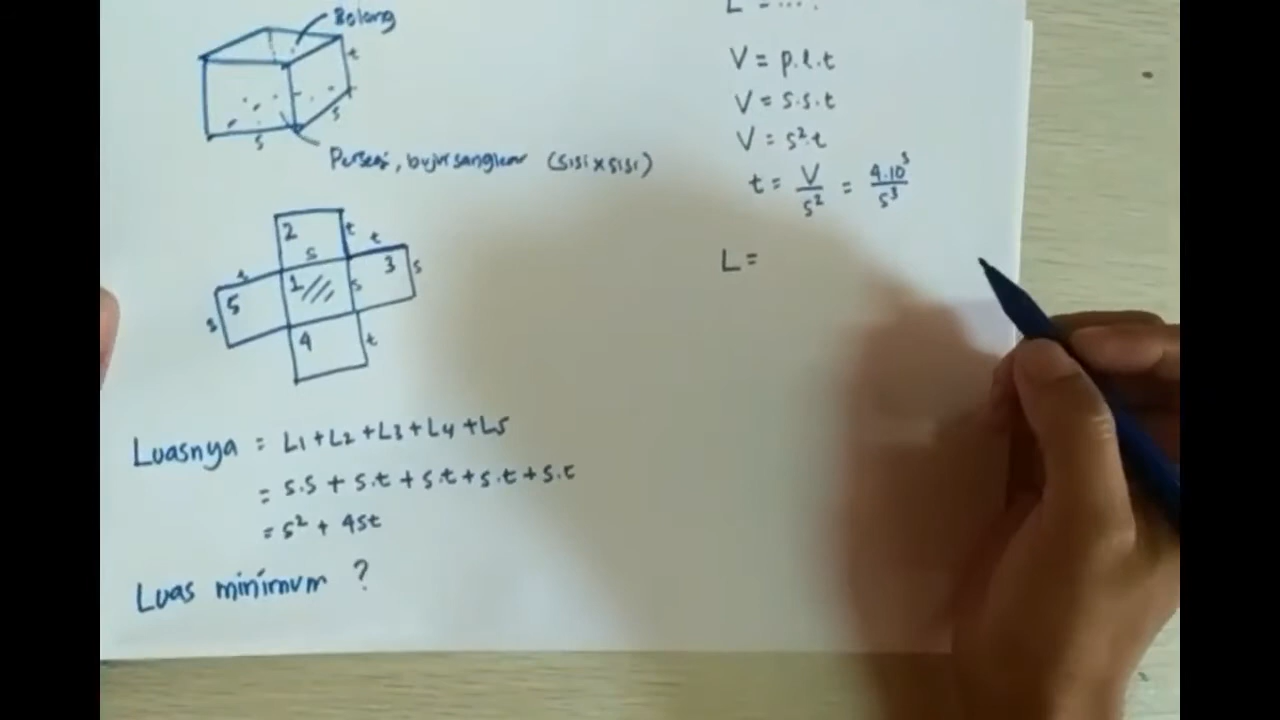 Bolong
t
s
s
Persegi, bujursangkar (sisi x sisi)
2
t
t
s
3
s
t
5
1
s
s
4
t
Luasnya = L1 + L2 + L3 + L4 + L5
= s.s + s.t + s.t + s.t + s.t
= s² + 4st
Luas minimum ?
L = ....
V = p.l.t
V = s.s.t
V = s².t
t = V/s² = 4.10⁵/s³
L =